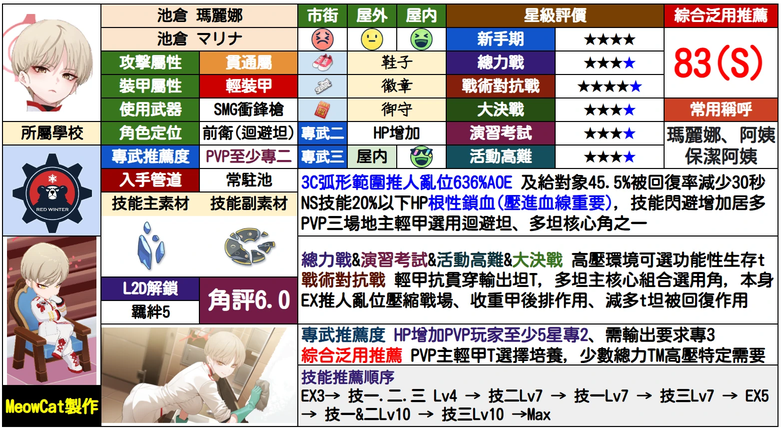 池倉 瑪麗娜
市街 屋外 屋内
星級評價
綜合泛用推薦
池倉 マリナ
新手期 ★★★★
83(S)
攻擊屬性 貫通屬
鞋子
總力戰 ★★★★
裝甲屬性 輕裝甲
徽章
戰術對抗戰 ★★★★★
使用武器 SMG衝鋒槍
御守
大決戰 ★★★★
常用稱呼
所屬學校
角色定位 前衛(迴避坦)
專武二 HP增加
演習考試 ★★★★
瑪麗娜、阿姨
保潔阿姨
專武推薦度 PVP至少專二
專武三 屋内
活動高難 ★★★★
RED WINTER
入手管道 常駐池
技能主素材 技能副素材
3C弧形範圍推人亂位636%AOE 及給對象45.5%被回復率減少30秒
NS技能20%以下HP根性鎖血(壓進血線重要)，技能閃避增加居多
PVP三場地主輕甲選用迴避坦、多坦核心角之一
L2D解鎖
羈絆5
角評6.0
總力戰&演習考試&活動高難&大決戰 高壓環境可選功能性生存t
戰術對抗戰 輕甲抗貫穿輸出坦T，多坦主核心組合選用角，本身
EX推人亂位壓縮戰場、收重甲後排作用、減多t坦被回復作用
專武推薦度 HP增加PVP玩家至少5星專2、需輸出要求專3
綜合泛用推薦 PVP主輕甲T選擇培養，少數總力TM高壓特定需要
技能推薦順序
EX3→ 技一.二.三 Lv4 → 技二Lv7 → 技一Lv7 → 技三Lv7 → EX5
→ 技一&二Lv10 → 技三Lv10 →Max
MeowCat製作